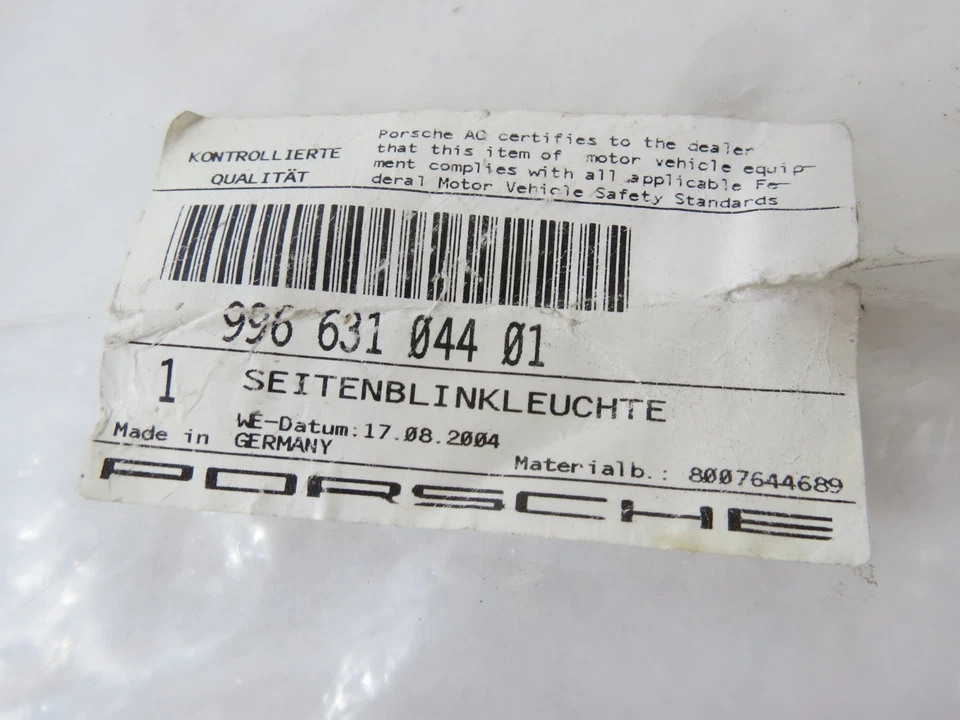 KONTROLLIERTE
QUALITÄT
Porsche AG certifies to the dealer
that this item of motor vehicle equip-
ment complies with all applicable Fe-
deral Motor Vehicle Safety Standards
996 631 044 01
1 SEITENBLINKLEUCHTE
WE-Datum:17.08.2004
Made in GERMANY
Materialb.: 8007644689
PORSCHE